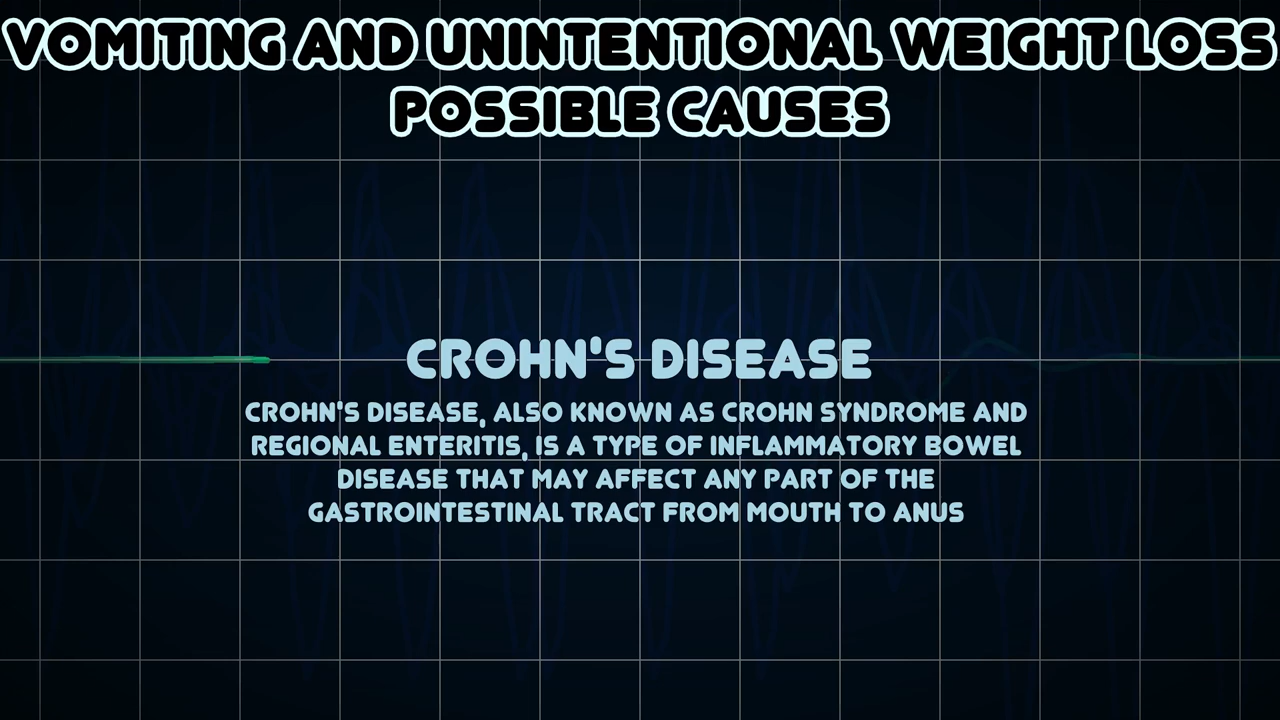 VOMITING AND UNINTENTIONAL WEIGHT LOSS
POSSIBLE CAUSES
CROHN'S DISEASE
CROHN'S DISEASE, ALSO KNOWN AS CROHN SYNDROME AND
REGIONAL ENTERITIS, IS A TYPE OF INFLAMMATORY BOWEL
DISEASE THAT MAY AFFECT ANY PART OF THE
GASTROINTESTINAL TRACT FROM MOUTH TO ANUS